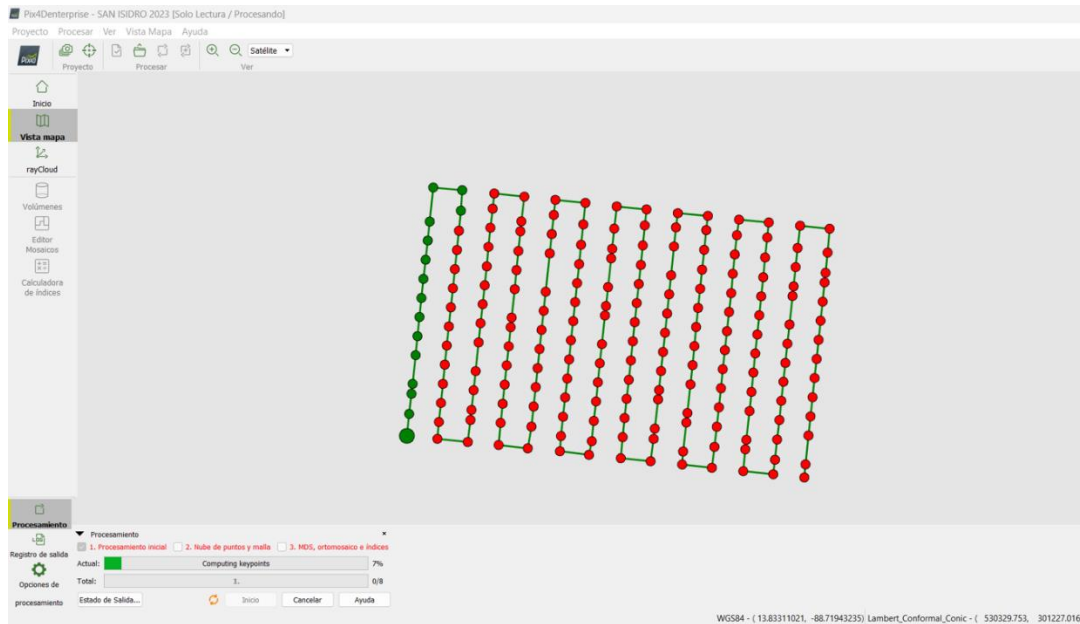 Pix4Denterprise - SAN ISIDRO 2023 [Solo Lectura / Procesando]
Proyecto Procesar Ver Vista Mapa Ayuda
Satélite
Proyecto Procesar Ver
Inicio
Vista mapa
rayCloud
Volúmenes
Editor
Mosaicos
Calculadora
de índices
Procesamiento
Registro de salida
Opciones de
procesamiento
Procesamiento
1. Procesamiento inicial 2. Nube de puntos y malla 3. MDS, ortomosaico e índices
Actual: Computing keypoints 7%
Total: 0/8
Estado de Salida... Inicio Cancelar Ayuda
WGS84 - ( 13.83311021, -88.71943235) Lambert_Conformal_Conic - ( 530329.753, 301227.016